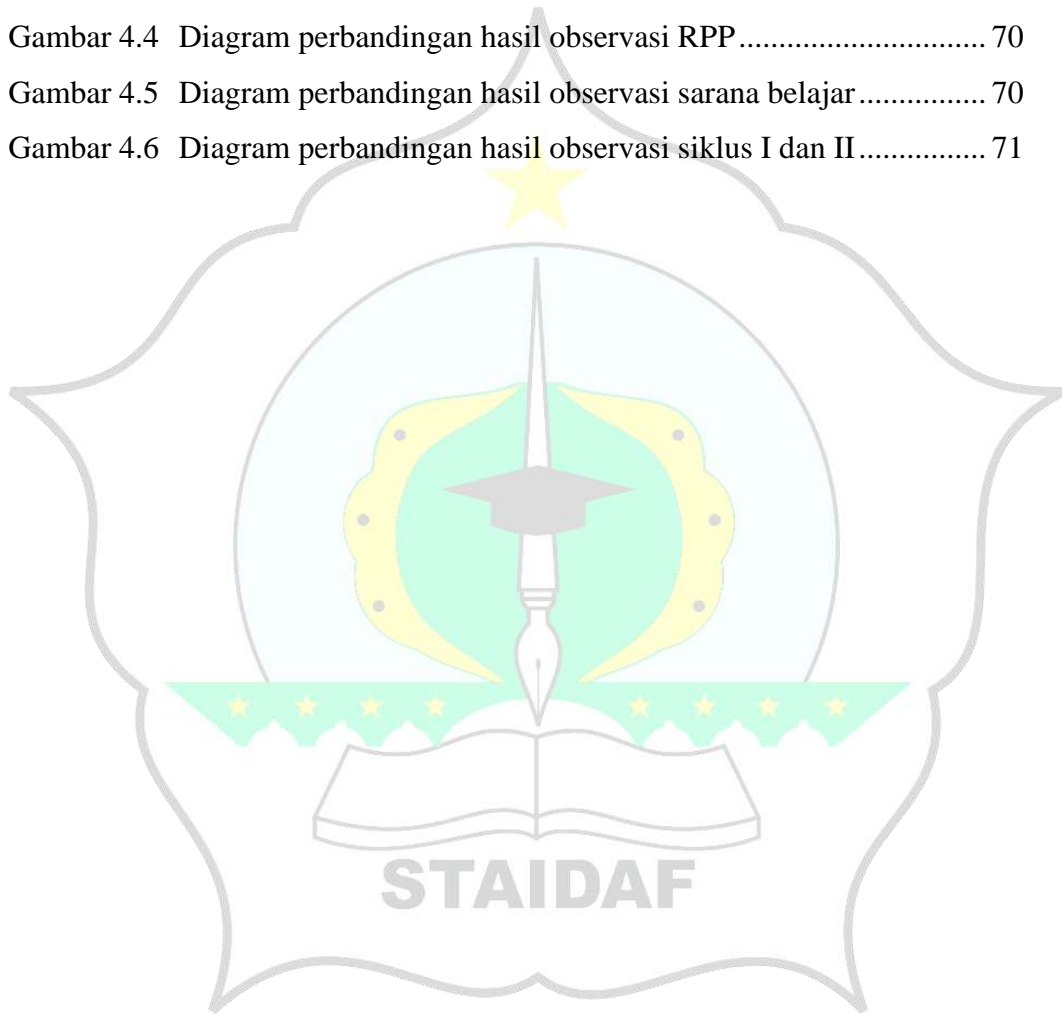 Gambar 4.4 Diagram perbandingan hasil observasi RPP............................... 70
Gambar 4.5 Diagram perbandingan hasil observasi sarana belajar................ 70
Gambar 4.6 Diagram perbandingan hasil observasi siklus I dan II................ 71
STAIDAF